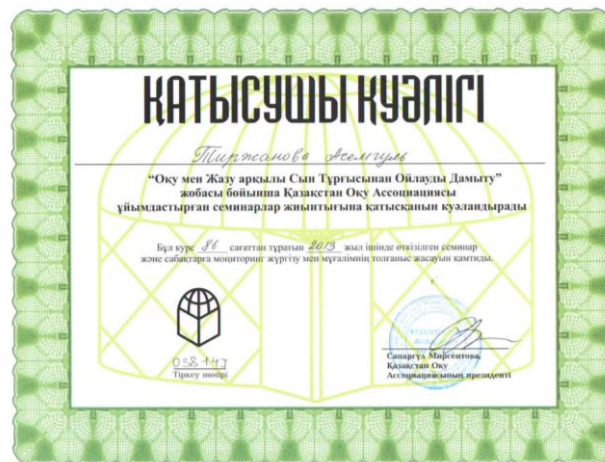 ҚАТЫСУШЫ КУӘЛІГІ
Тиржанова Аселгуль
“Оқу мен Жазу арқылы Сын Тұрғысынан Ойлауды Дамыту”
жобасы бойынша Қазақстан Оқу Ассоциациясы
ұйымдастырған семинарлар жиынтығына қатысқанын куәландырады
Бұл курс 86 сағаттан тұратын 2013 жыл ішінде өткізілген семинар
және сабақтарға мониторинг жүргізу мен мұғалімнің толғаныс жасауын қамтиды.
Тіркеу нөмірі
Сапаргүл Мирсеитова,
Қазақстан Оқу
Ассоциациясының президенті